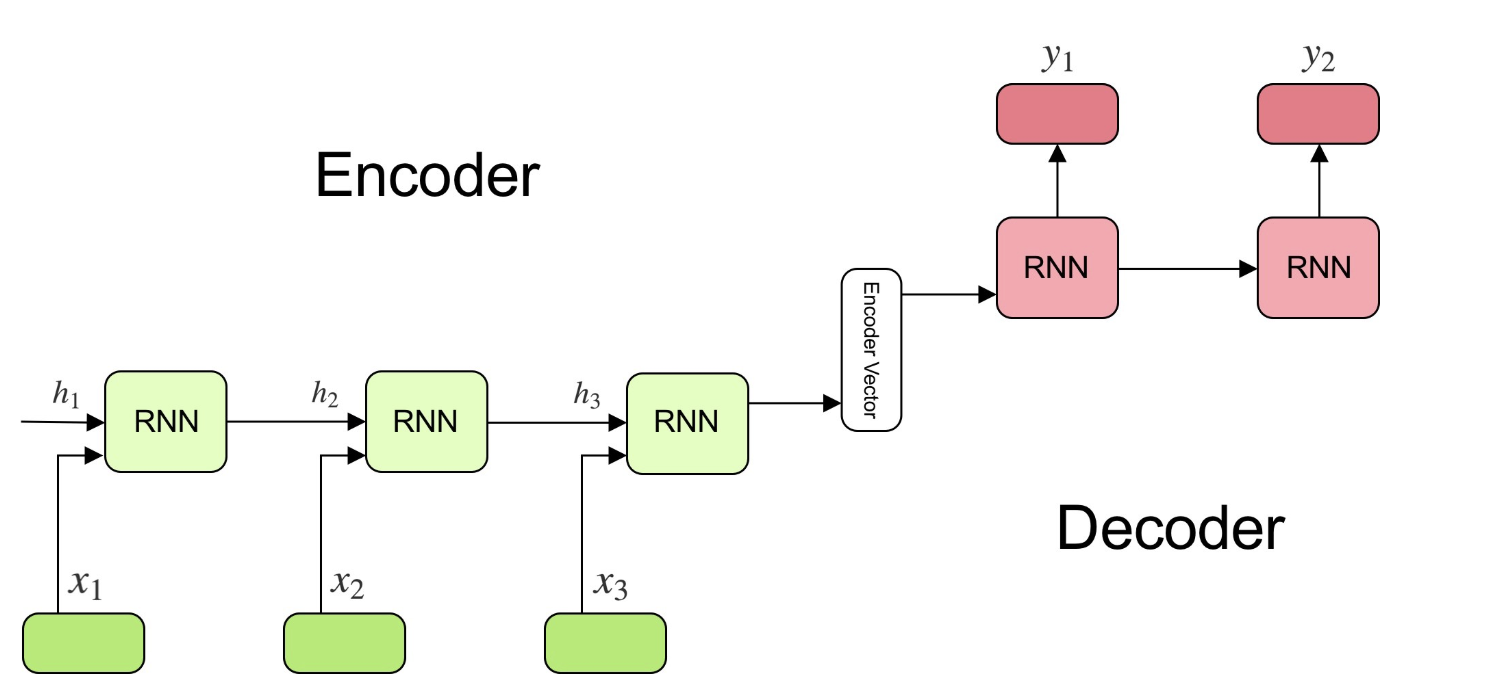 y₁
y₂
Encoder
RNN
RNN
Encoder Vector
h₁
h₂
h₃
RNN
RNN
RNN
Decoder
x₁
x₂
x₃